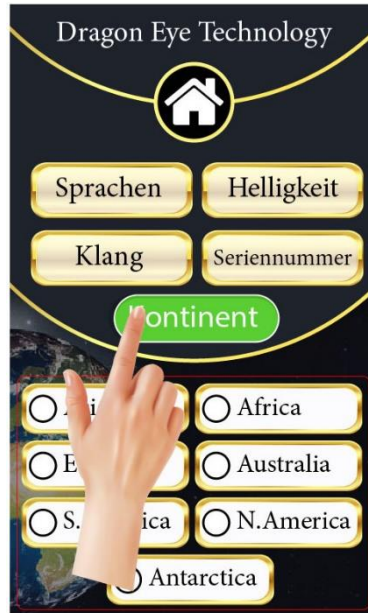 Dragon Eye Technology
Sprachen
Helligkeit
Klang
Seriennummer
Africa
Australia
N.America
Antarctica